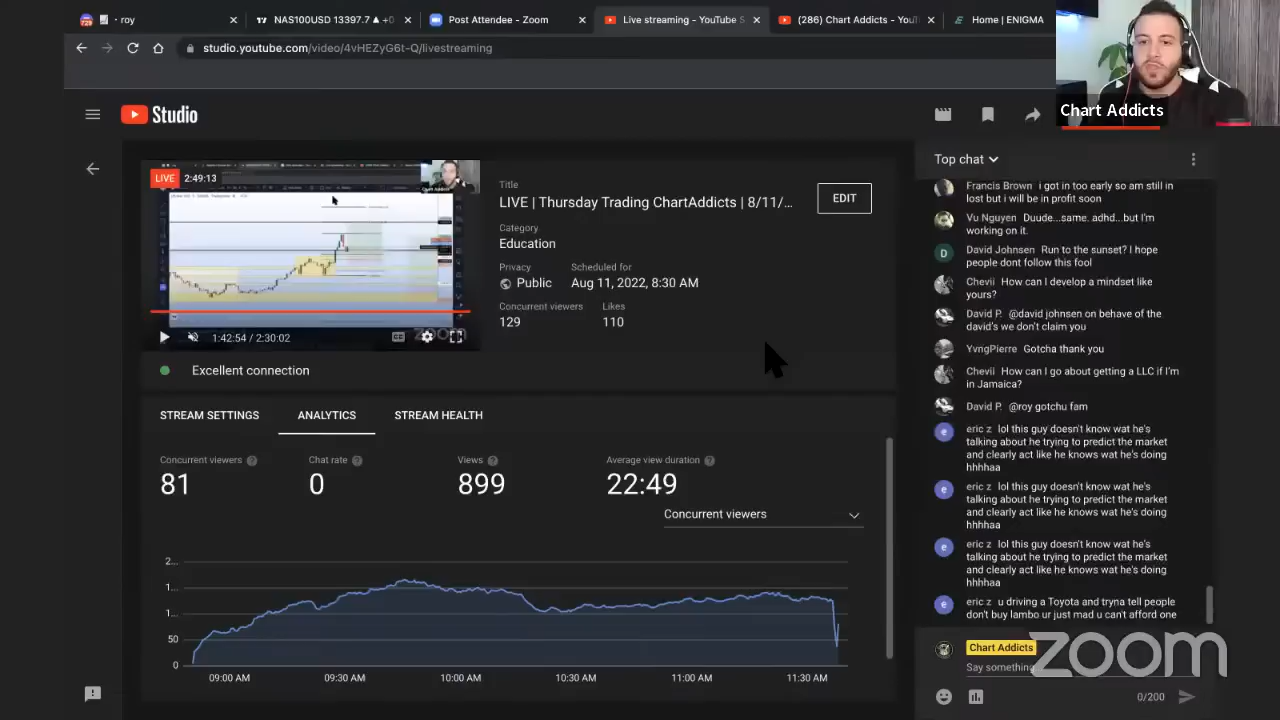 roy
NAS100USD 13397.7 ▲ +0
Post Attendee - Zoom
Live streaming - YouTube S
(286) Chart Addicts - YouT
Home | ENIGMA
studio.youtube.com/video/4vHEZyG6t-Q/livestreaming
Chart Addicts
Studio
LIVE 2:49:13
1:42:54 / 2:30:02
zoom
Title
LIVE | Thursday Trading ChartAddicts | 8/11/...
EDIT
Category
Education
Privacy
Scheduled for
Public
Aug 11, 2022, 8:30 AM
Concurrent viewers
Likes
129
110
Excellent connection
STREAM SETTINGS
ANALYTICS
STREAM HEALTH
Concurrent viewers
Chat rate
Views
Average view duration
81
0
899
22:49
Concurrent viewers
2...
1...
1...
50
0
09:00 AM
09:30 AM
10:00 AM
10:30 AM
11:00 AM
11:30 AM
Top chat
Francis Brown i got in too early so am still in
lost but i will be in profit soon
Vu Nguyen Duude...same. adhd...but I'm
working on it.
D
David Johnsen Run to the sunset? I hope
people dont follow this fool
Chevii How can I develop a mindset like
yours?
David P. @david johnsen on behave of the
david's we don't claim you
YvngPierre Gotcha thank you
Chevii How can I go about getting a LLC if I'm
in Jamaica?
David P. @roy gotchu fam
e
eric z lol this guy doesn't know wat he's
talking about he trying to predict the market
and clearly act like he knows wat he's doing
hhhhaa
e
eric z lol this guy doesn't know wat he's
talking about he trying to predict the market
and clearly act like he knows wat he's doing
hhhhaa
e
eric z lol this guy doesn't know wat he's
talking about he trying to predict the market
and clearly act like he knows wat he's doing
hhhhaa
e
eric z u driving a Toyota and tryna tell people
don't buy lambo ur just mad u can't afford one
Chart Addicts
Say something...
0/200
zoom